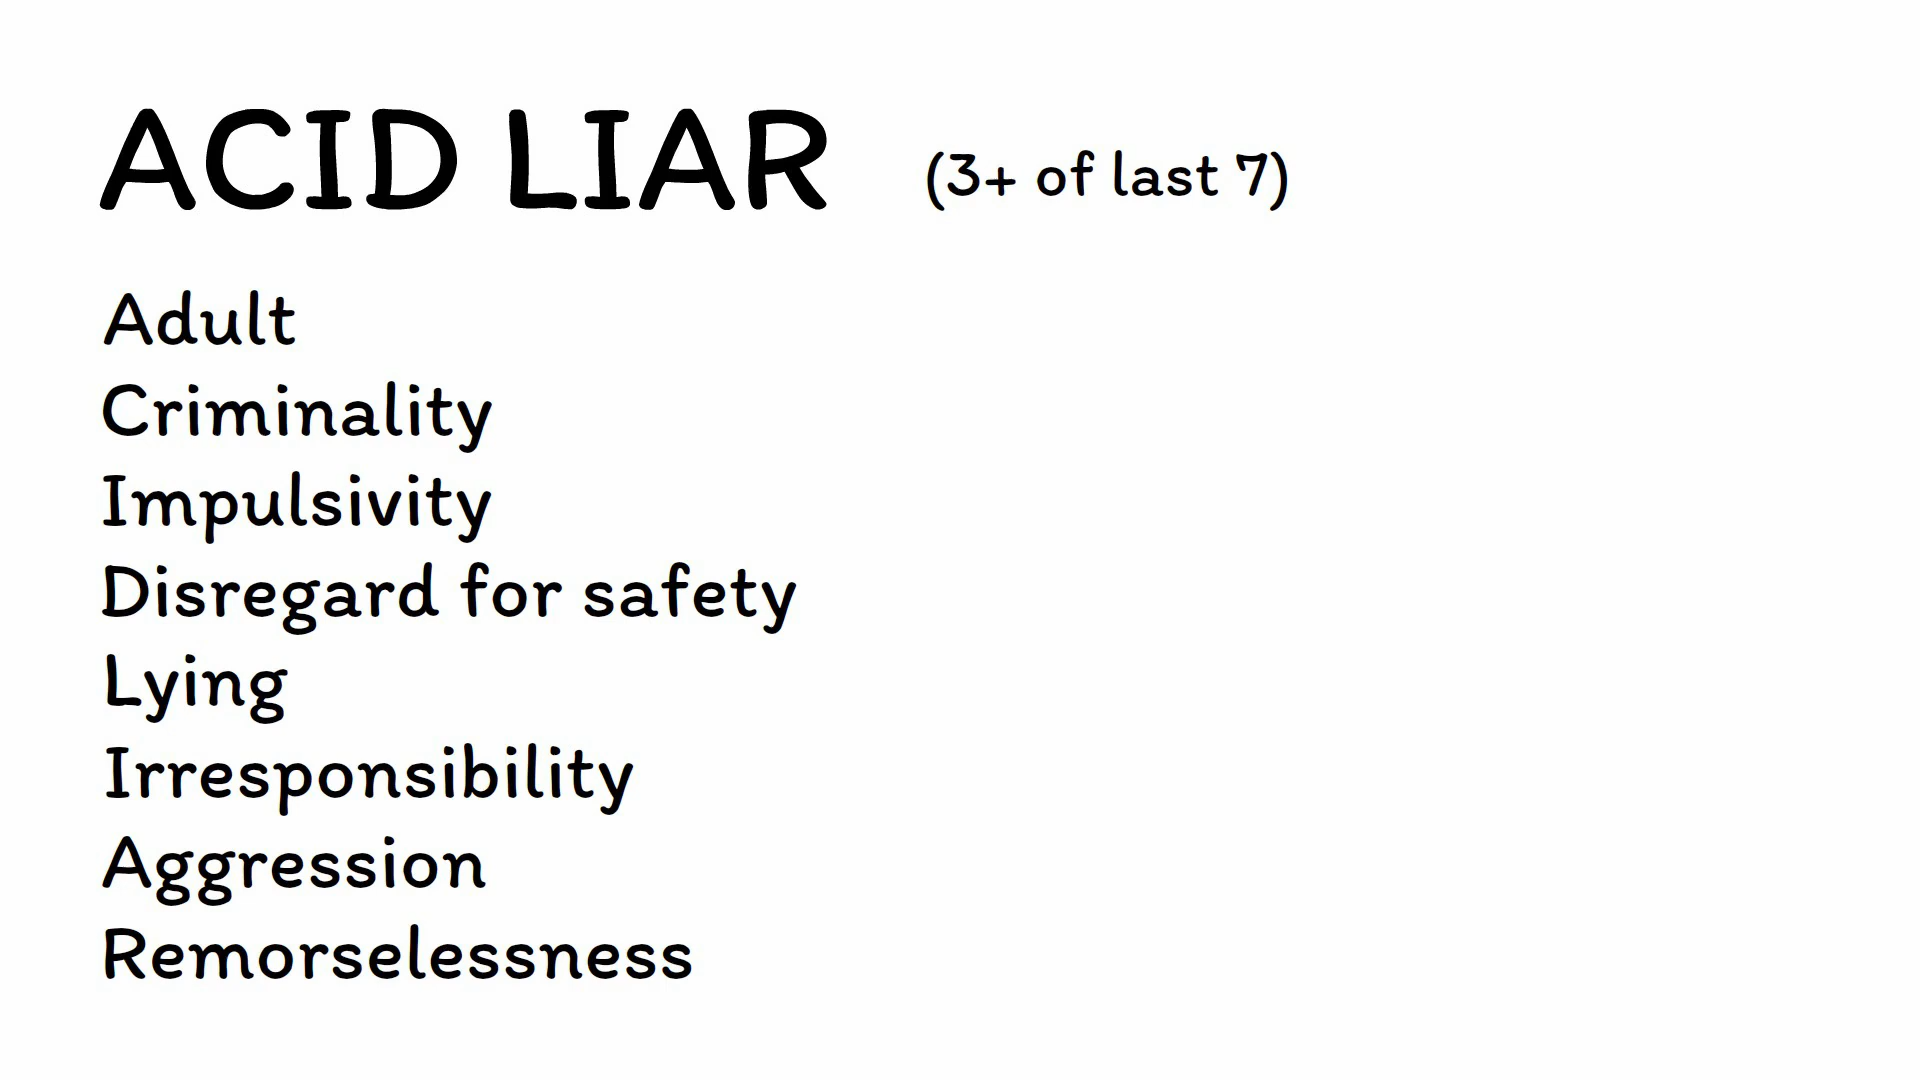 ACID LIAR (3+ of last 7)
Adult
Criminality
Impulsivity
Disregard for safety
Lying
Irresponsibility
Aggression
Remorselessness